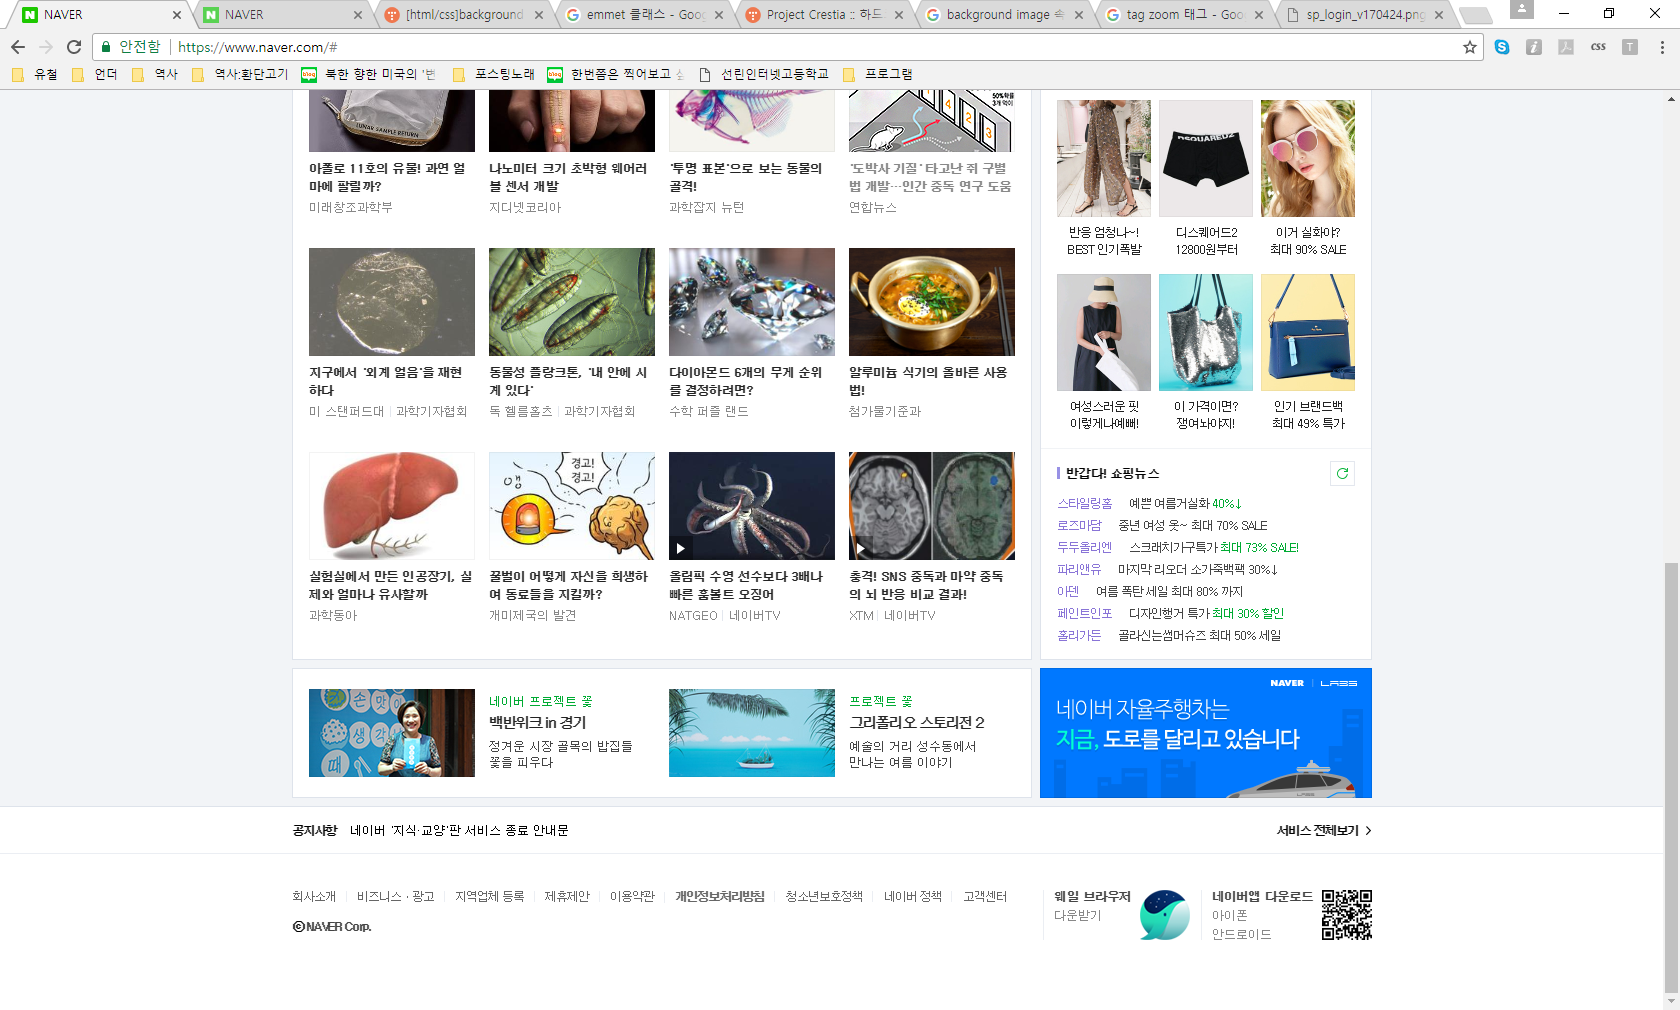 NAVER
NAVER
[html/css]background
emmet 클래스 - Goog
Project Crestia :: 하드
background image 속
tag zoom 태그 - Goo
sp_login_v170424.png
안전함
https://www.naver.com/#
css
유철
언더
역사
역사:황단고기
북한 향한 미국의 '변
포스팅노래
한번쯤은 찍어보고 싶
선린인터넷고등학교
프로그램
LUNAR SAMPLE RETURN
50%확률
아폴로 11호의 유물! 과연 얼
마에 팔릴까?
미래창조과학부
나노미터 크기 초박형 웨어러
블 센서 개발
지디넷코리아
'투명 표본'으로 보는 동물의
골격!
과학잡지 뉴턴
'도박사 기질' 타고난 쥐 구별
법 개발…인간 중독 연구 도움
연합뉴스
지구에서 '외계 얼음'을 재현
하다
미 스탠퍼드대 | 과학기자협회
동물성 플랑크톤, '내 안에 시
계 있다'
독 헬름홀츠 | 과학기자협회
다이아몬드 6개의 무게 순위
를 결정하려면?
수학 퍼즐 랜드
알루미늄 식기의 올바른 사용
법!
첨가물기준과
경고!
경고!
앵
실험실에서 만든 인공장기, 실
제와 얼마나 유사할까
과학동아
꿀벌이 어떻게 자신을 희생하
여 동료들을 지킬까?
개미제국의 발견
올림픽 수영 선수보다 3배나
빠른 훔볼트 오징어
NATGEO | 네이버TV
충격! SNS 중독과 마약 중독
의 뇌 반응 비교 결과!
XTM | 네이버TV
네이버 프로젝트 꽃
백반위크 in 경기
정겨운 시장 골목의 밥집들
꽃을 피우다
프로젝트 꽃
그라폴리오 스토리전 2
예술의 거리 성수동에서
만나는 여름 이야기
DSQUARED2
반응 엄청나~!
BEST 인기폭발
디스퀘어드2
12800원부터
이거 실화야?
최대 90% SALE
여성스러운 핏
이렇게나예뻐!
이 가격이면?
쟁여놔야지!
인기 브랜드백
최대 49% 특가
반갑다! 쇼핑뉴스
스타일링홈 예쁜 여름거실화 40%↓
로즈마담 중년 여성 옷~ 최대 70% SALE
두두올리엔 스크래치가구특가 최대 73% SALE!
파리앤유 마지막 리오더 소가죽백팩 30%↓
아덴 여름 폭탄세일 최대 80% 까지
페인트인포 디자인행거 특가 최대 30% 할인
홀리가든 골라신는썸머슈즈 최대 50% 세일
NAVER | LABS
네이버 자율주행차는
지금, 도로를 달리고 있습니다
LABS
공지사항 네이버 '지식·교양'판 서비스 종료 안내문
서비스 전체보기
회사소개
비즈니스 · 광고
지역업체 등록
제휴제안
이용약관
개인정보처리방침
청소년보호정책
네이버 정책
고객센터
ⓒ NAVER Corp.
웨일 브라우저
다운받기
네이버앱 다운로드
아이폰
안드로이드